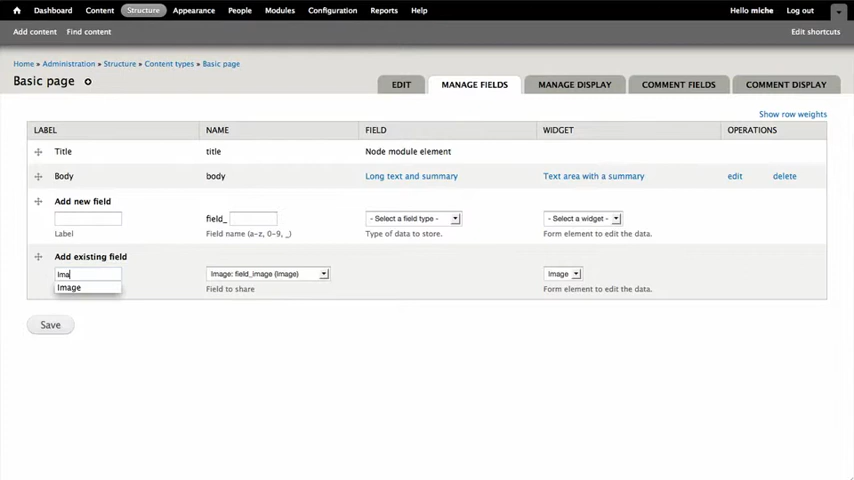 Dashboard Content Structure Appearance People Modules Configuration Reports Help Hello miche Log out
Add content Find content Edit shortcuts
Home » Administration » Structure » Content types » Basic page
Basic page EDIT MANAGE FIELDS MANAGE DISPLAY COMMENT FIELDS COMMENT DISPLAY
Show row weights
LABEL NAME FIELD WIDGET OPERATIONS
Title title Node module element
Body body Long text and summary Text area with a summary edit delete
Add new field
field_ - Select a field type - - Select a widget -
Label Field name (a-z, 0-9, _) Type of data to store. Form element to edit the data.
Add existing field
Ima Image: field_image (Image) Image
Image Field to share Form element to edit the data.
Save